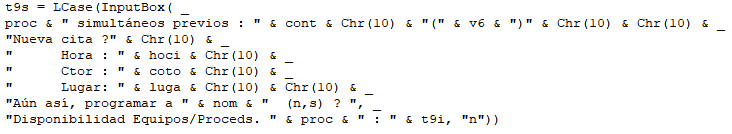 t9s = LCase(InputBox( _
proc & " simultáneos previos : " & cont & Chr(10) & "(" & v6 & ")" & Chr(10) & Chr(10) & _
"Nueva cita ?" & Chr(10) & _
"      Hora : " & hoci & Chr(10) & _
"      Ctor : " & coto & Chr(10) & _
"      Lugar: " & luga & Chr(10) & Chr(10) & _
"Aún así, programar a " & nom & "  (n,s) ? ", _
"Disponibilidad Equipos/Proceds. " & proc & " : " & t9i, "n"))